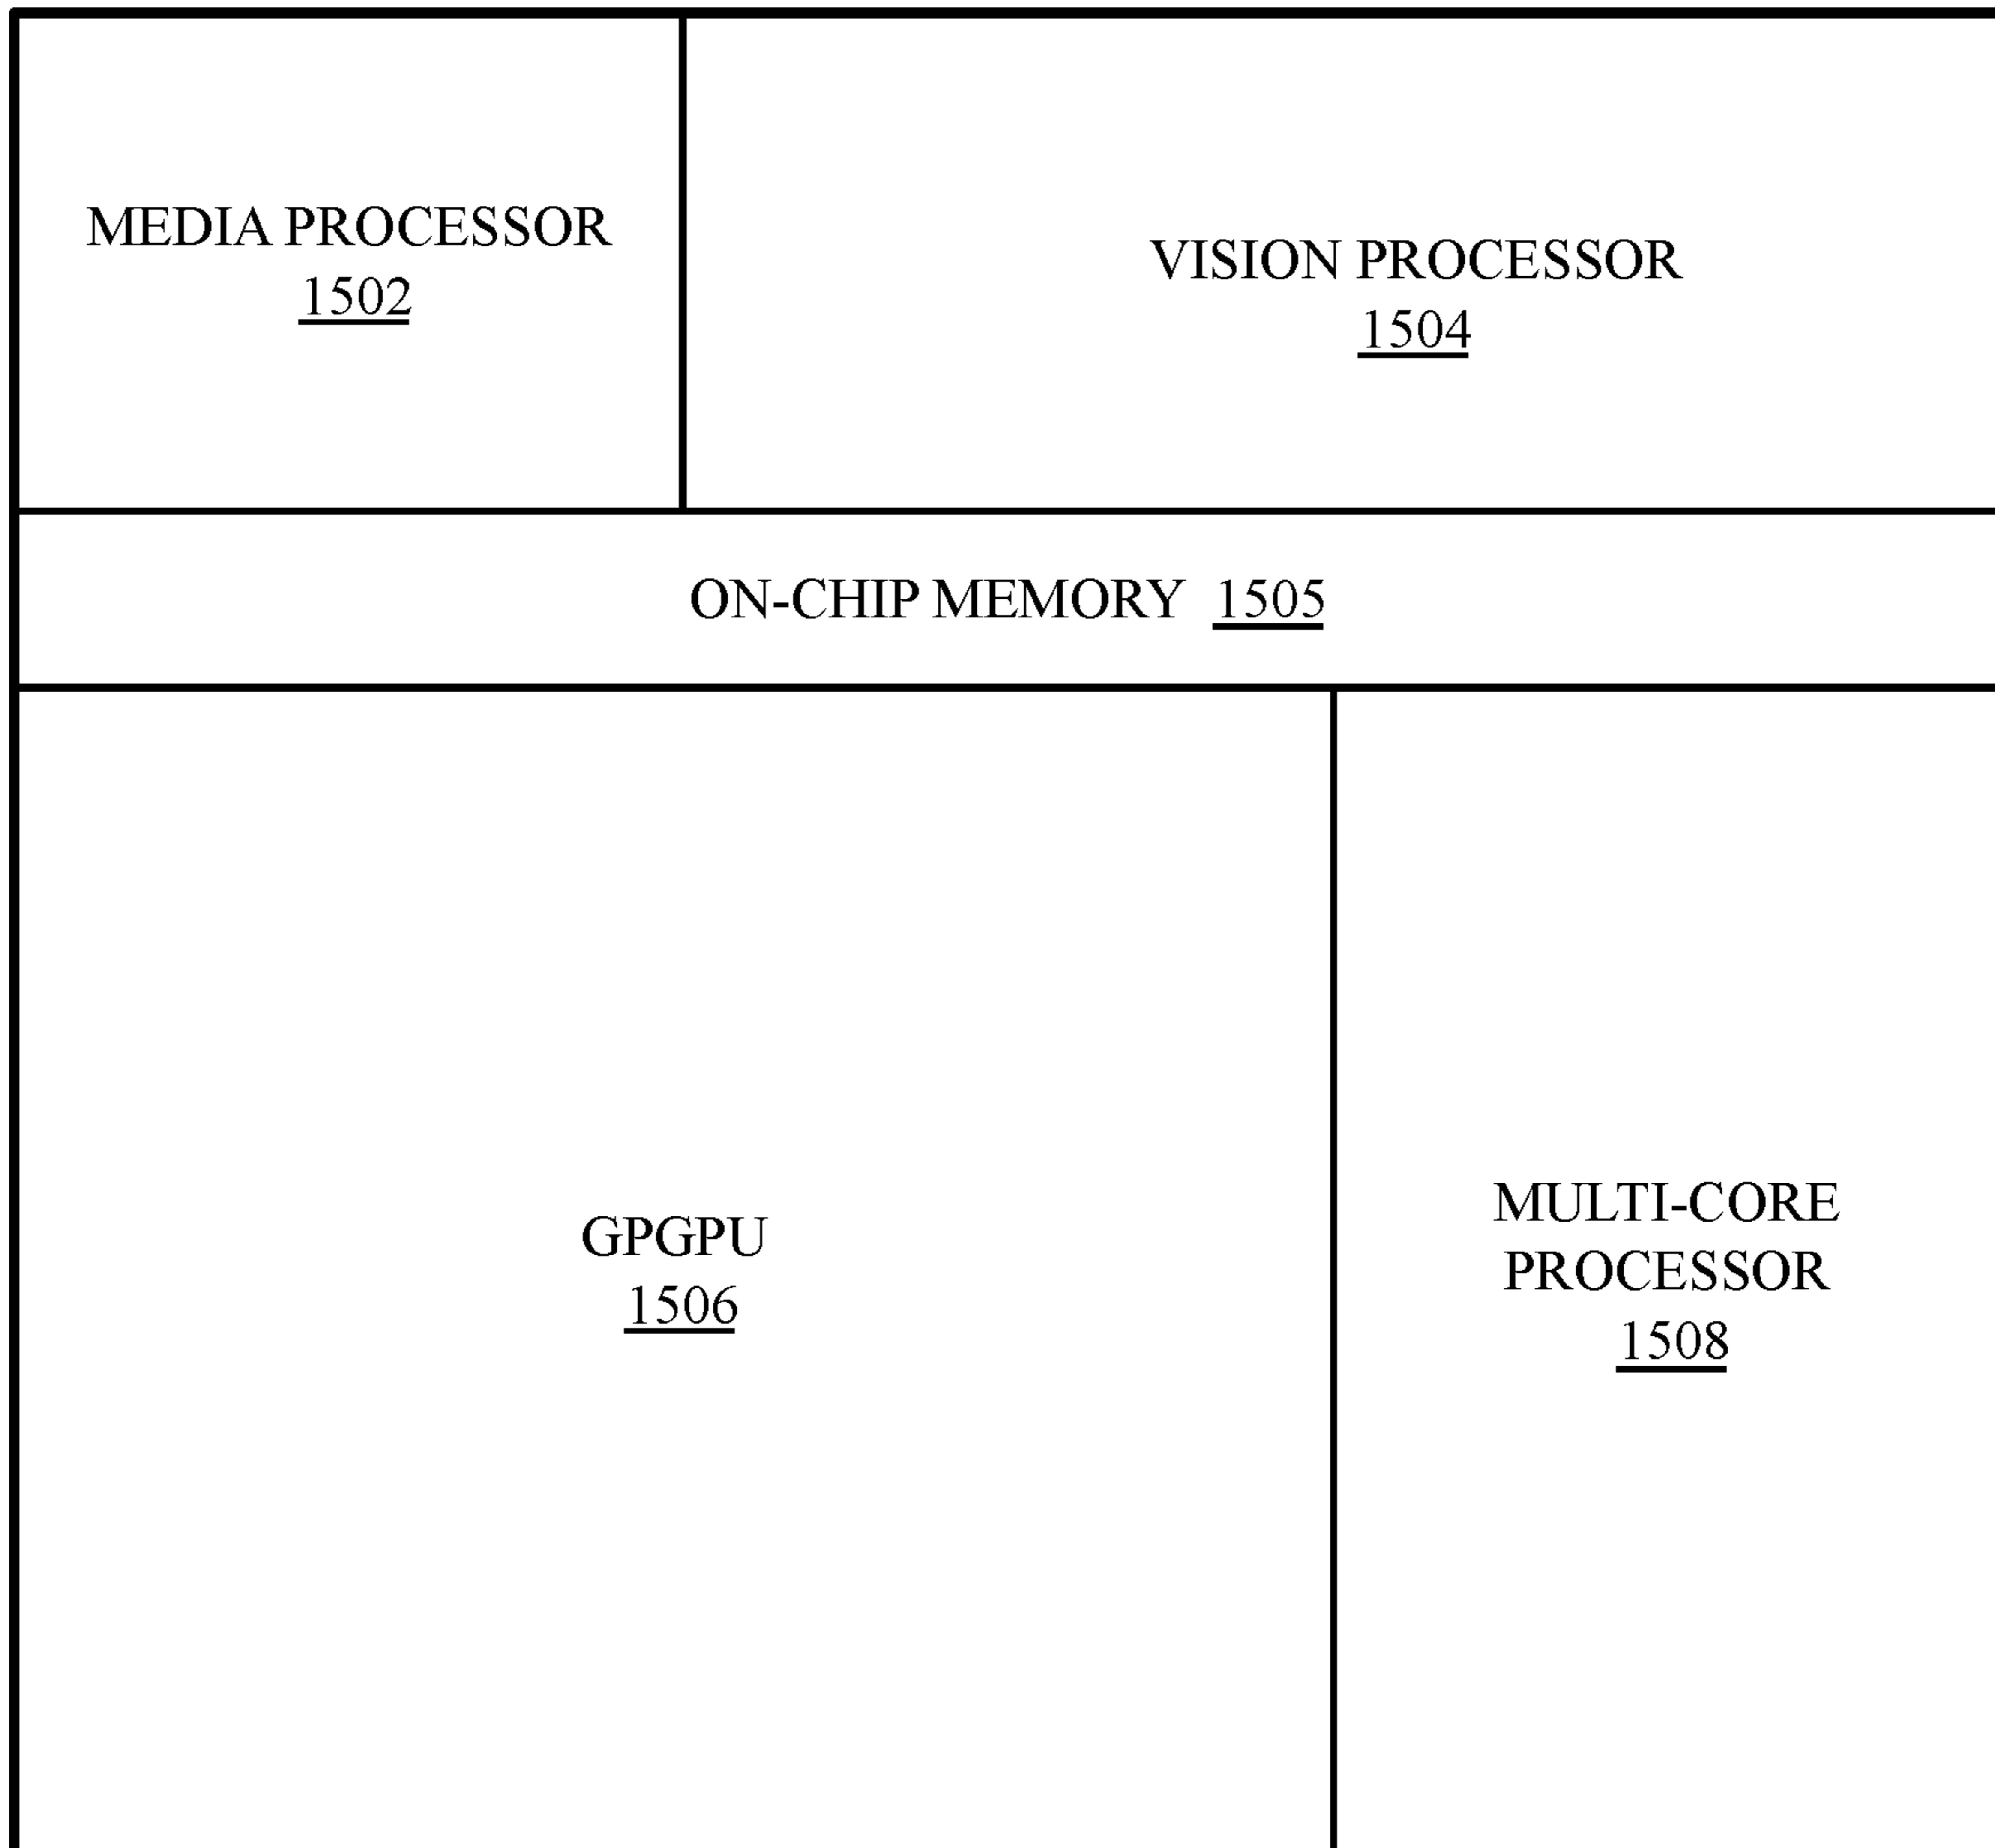 MEDIA PROCESSOR
1502
VISION PROCESSOR
1504
ON-CHIP MEMORY 1505
GPGPU
1506
MULTI-CORE
PROCESSOR
1508